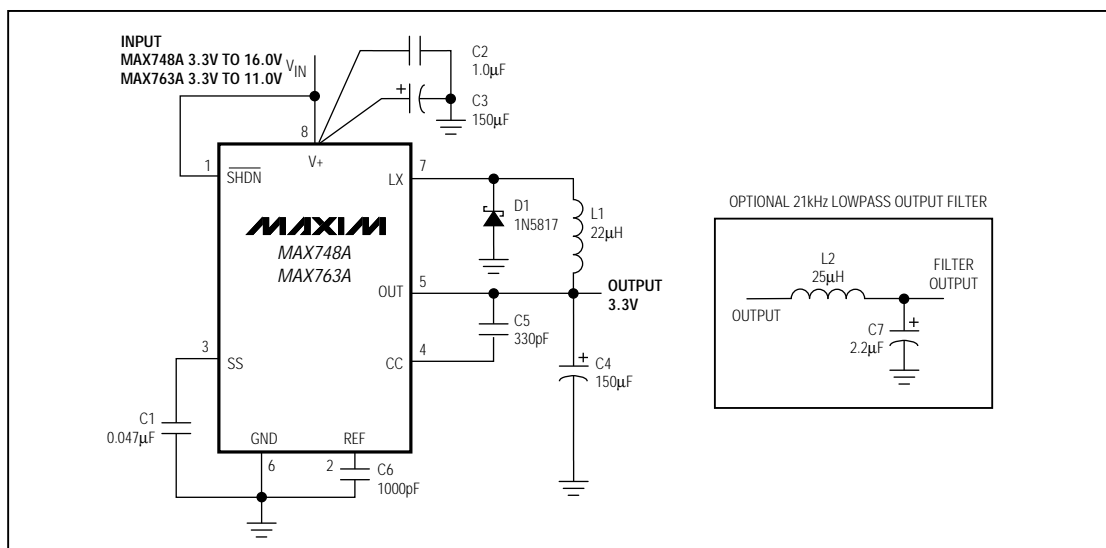 INPUT
MAX748A 3.3V TO 16.0V
MAX763A 3.3V TO 11.0V
VIN
C2
1.0µF
+
C3
150µF
8
V+
1
SHDN
LX
7
MAXIM
MAX748A
MAX763A
D1
1N5817
L1
22µH
OUT
5
OUTPUT
3.3V
C5
330pF
CC
4
+
C4
150µF
3
SS
C1
0.047µF
GND
REF
6
2
C6
1000pF
OPTIONAL 21kHz LOWPASS OUTPUT FILTER
L2
25µH
FILTER
OUTPUT
OUTPUT
+
C7
2.2µF